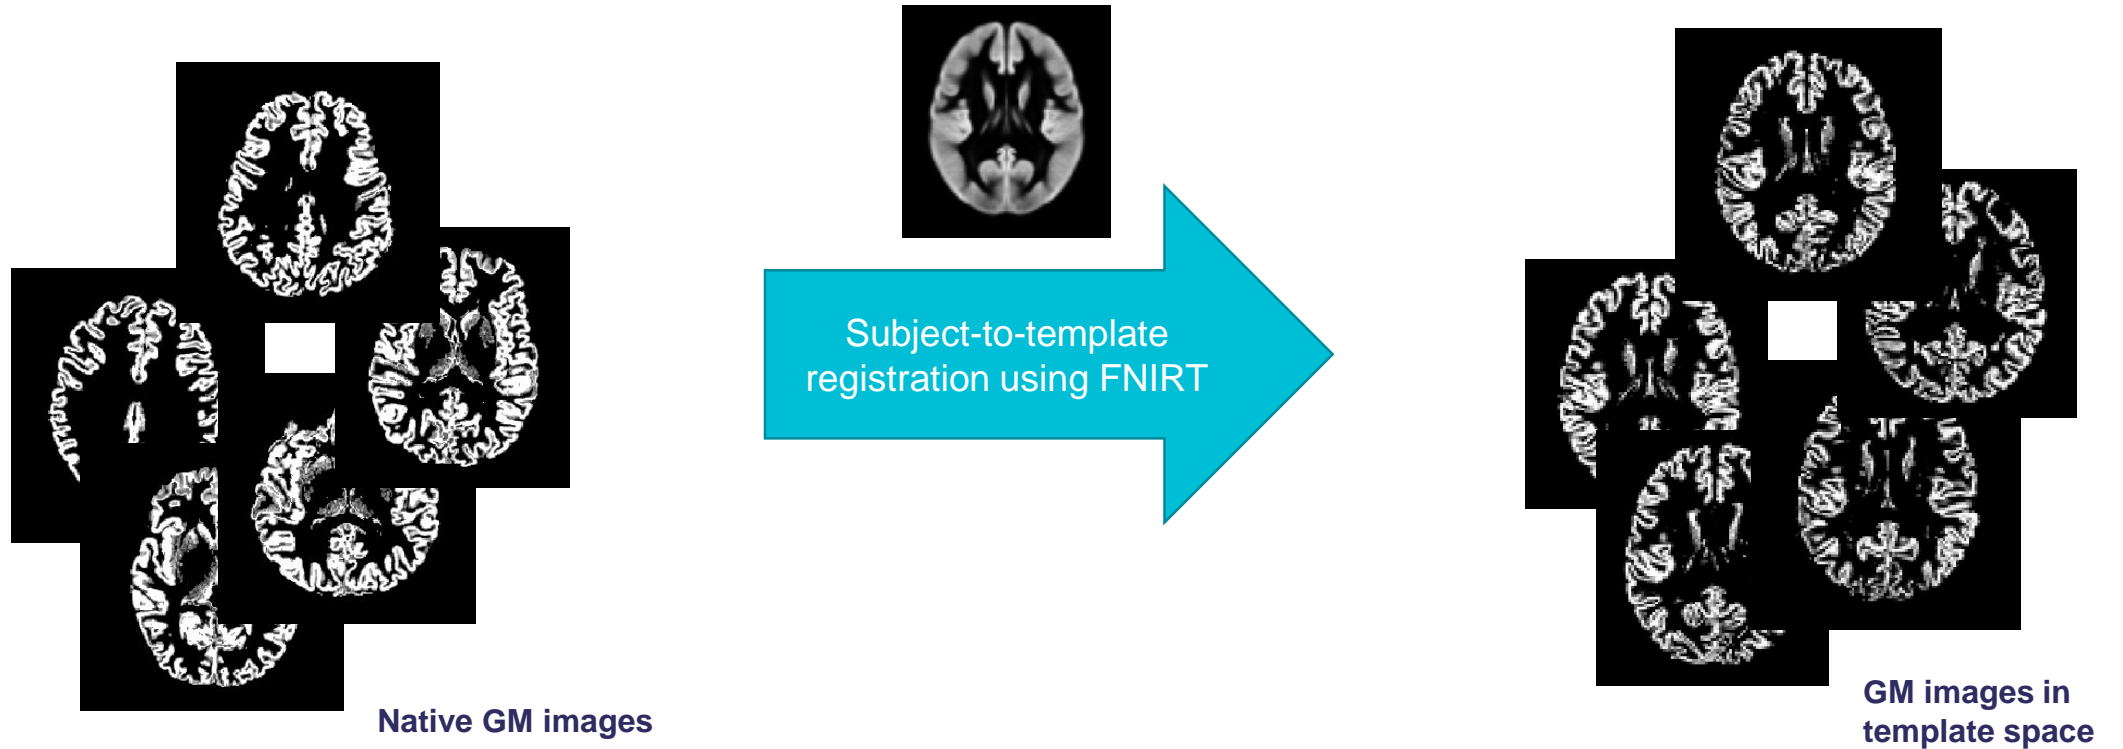 Subject-to-template
registration using FNIRT
Native GM images
GM images in
template space